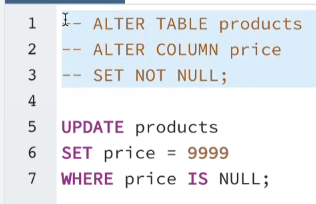 1 -- ALTER TABLE products
2 -- ALTER COLUMN price
3 -- SET NOT NULL;
4
5 UPDATE products
6 SET price = 9999
7 WHERE price IS NULL;